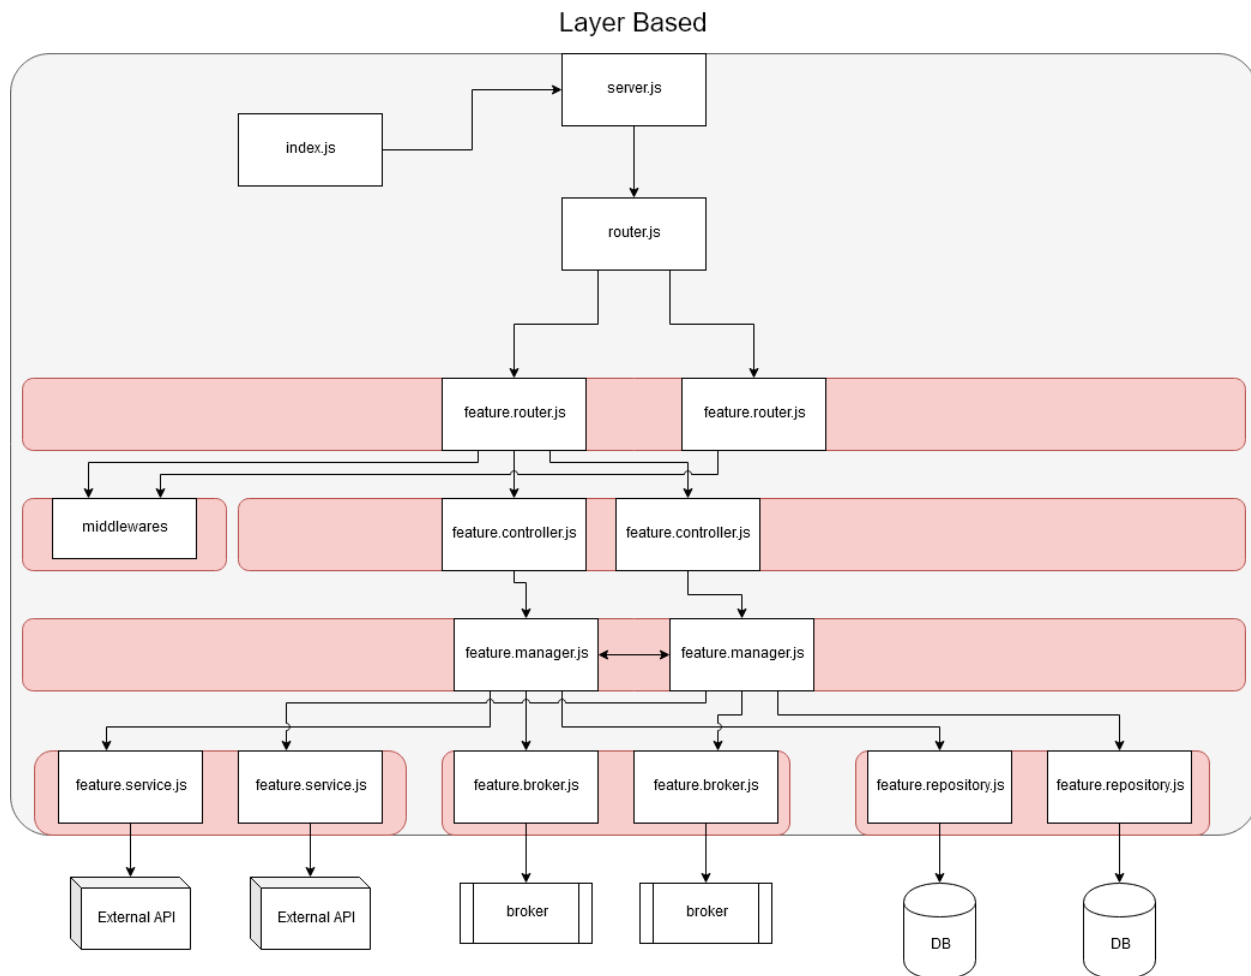 Layer Based
server.js
index.js
router.js
feature.router.js
feature.router.js
middlewares
feature.controller.js
feature.controller.js
feature.manager.js
feature.manager.js
feature.service.js
feature.service.js
feature.broker.js
feature.broker.js
feature.repository.js
feature.repository.js
External API
External API
broker
broker
DB
DB